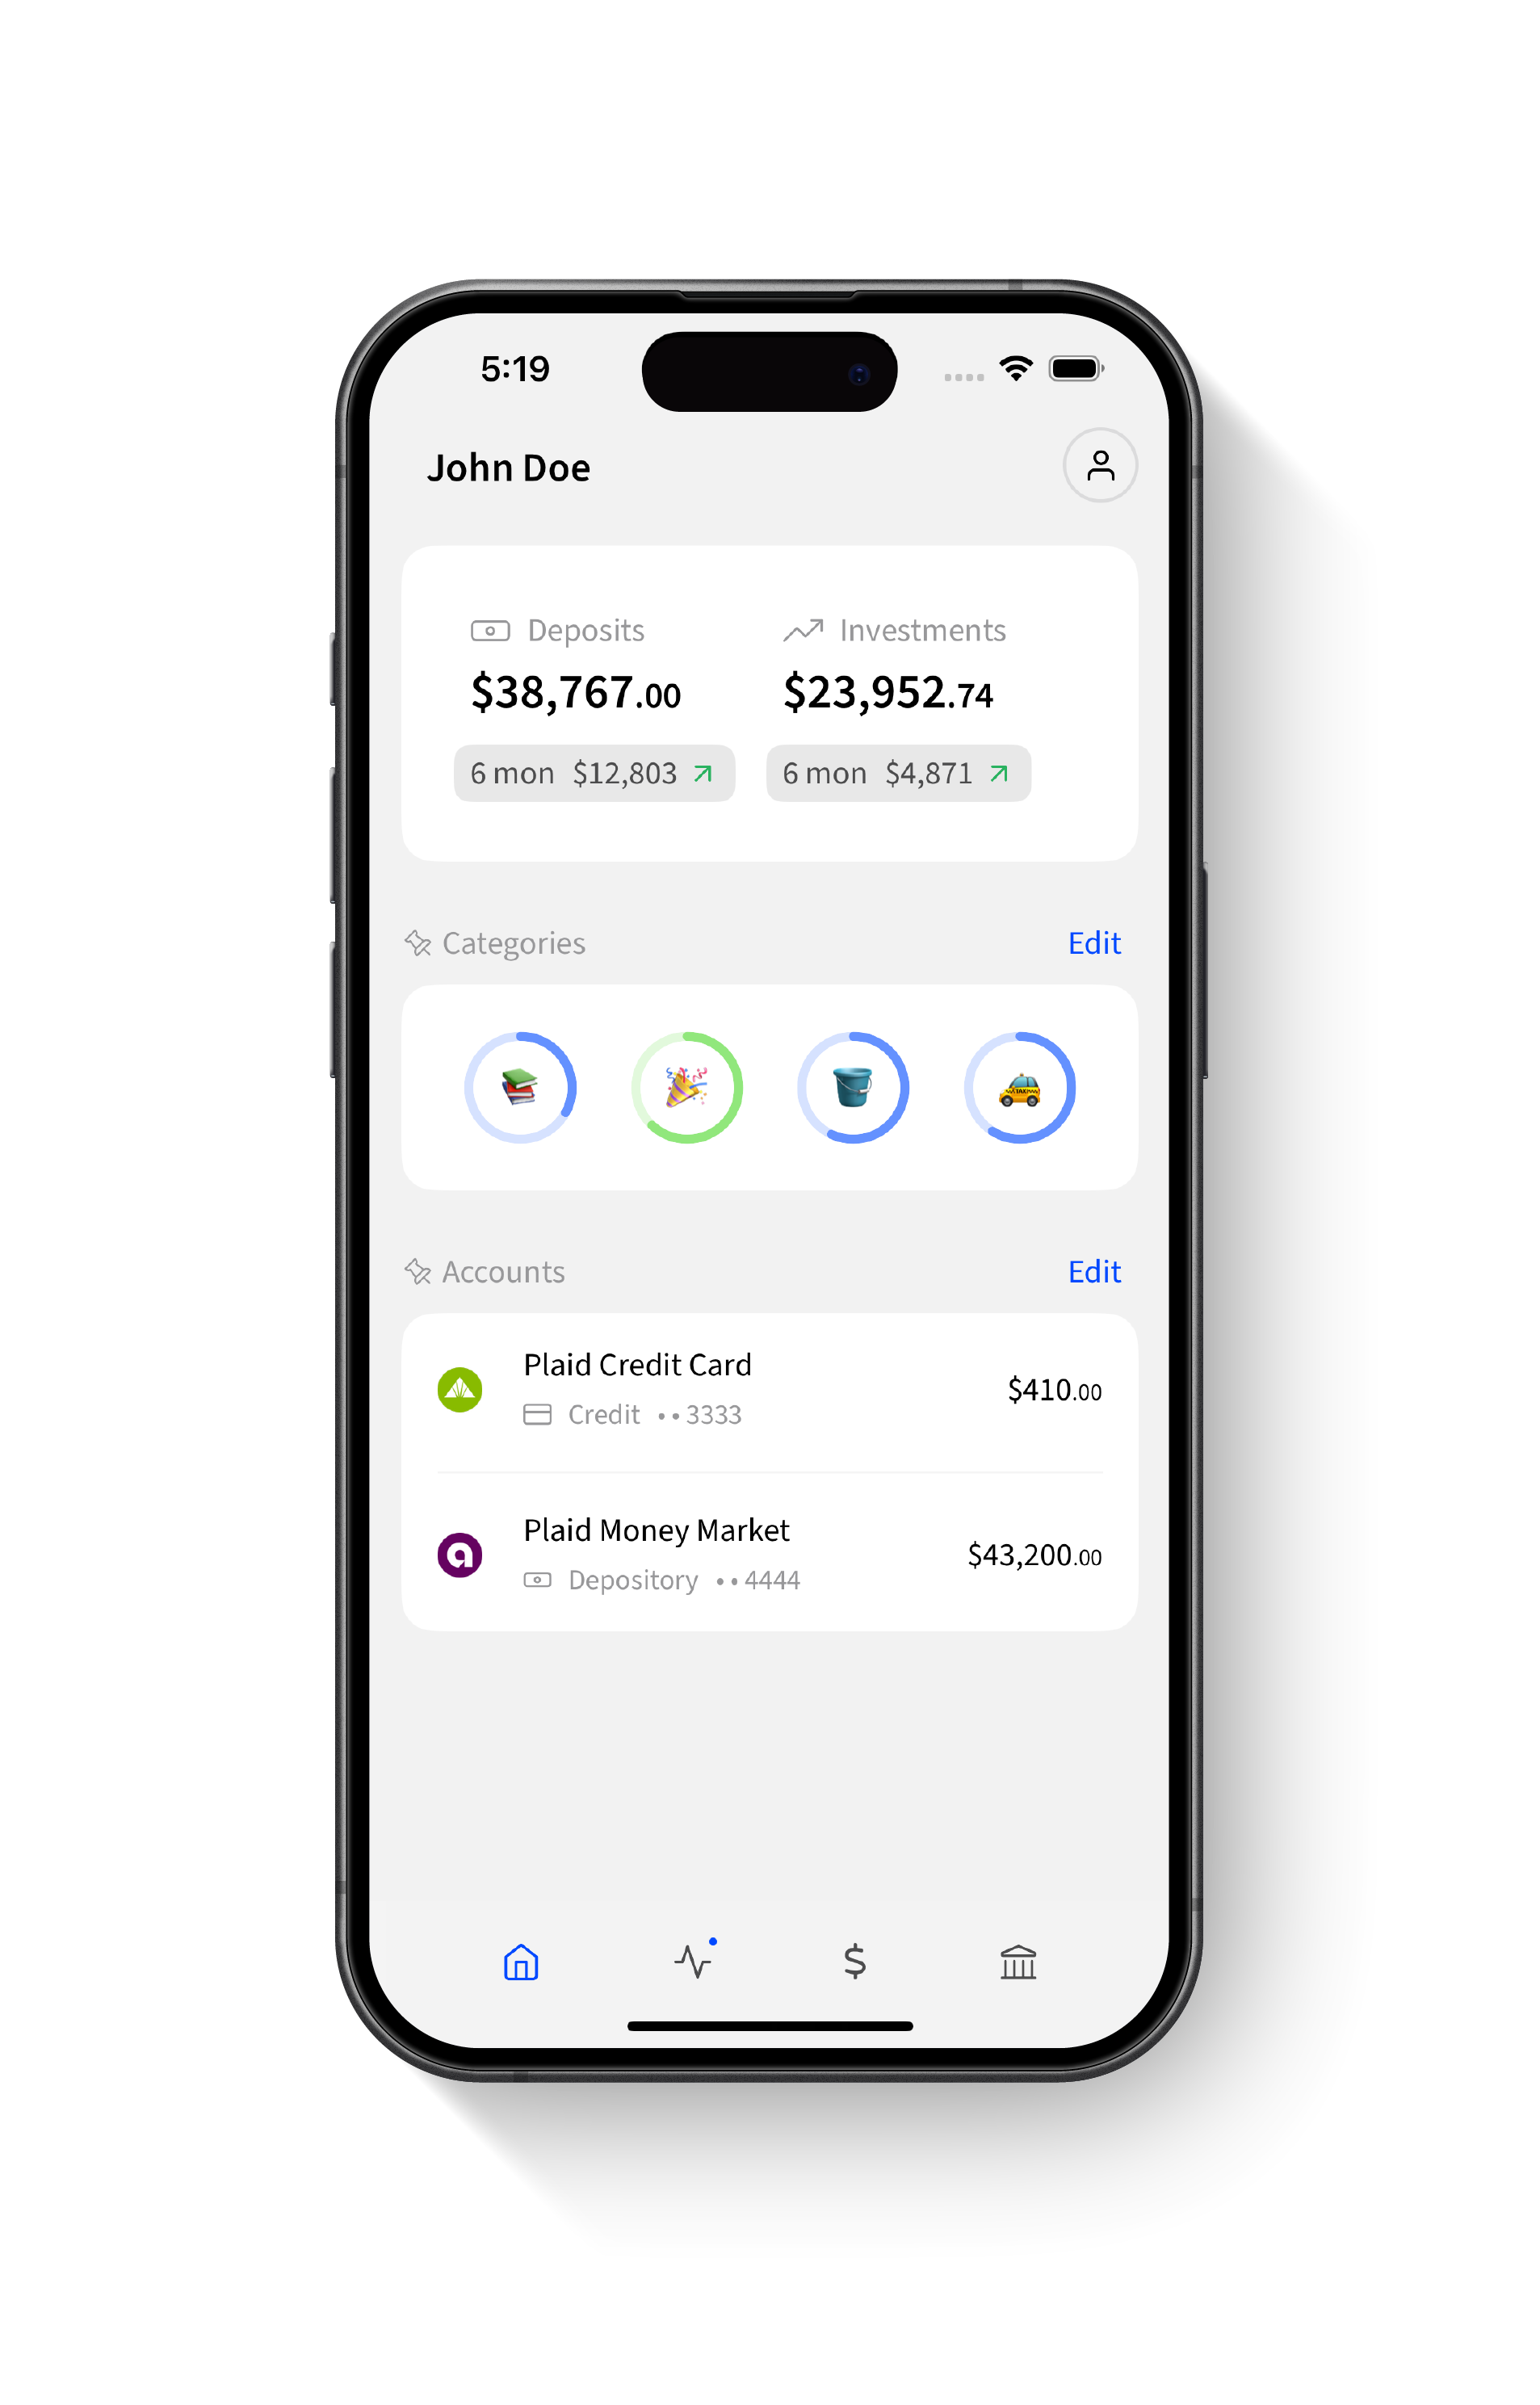 5:19
John Doe
Deposits Investments
$38,767.00 $23,952.74
6 mon $12,803 6 mon $4,871
Categories Edit
Accounts Edit
Plaid Credit Card
$410.00
Credit •• 3333
Plaid Money Market
$43,200.00
Depository •• 4444